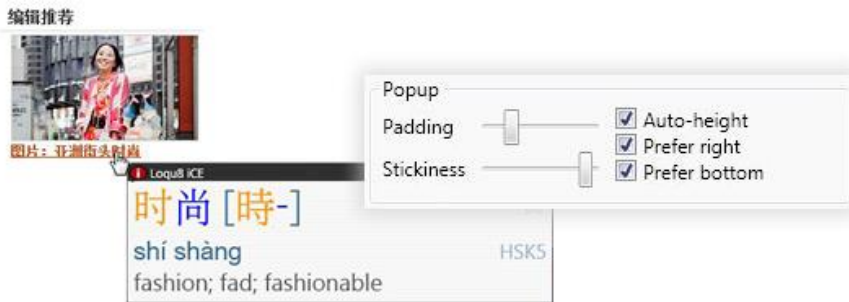 编辑推荐
图片：亚洲街头时尚
Loqu8 iCE
时尚 [時-]
shí shàng
HSK5
fashion; fad; fashionable
Popup
Padding
Stickiness
Auto-height
Prefer right
Prefer bottom